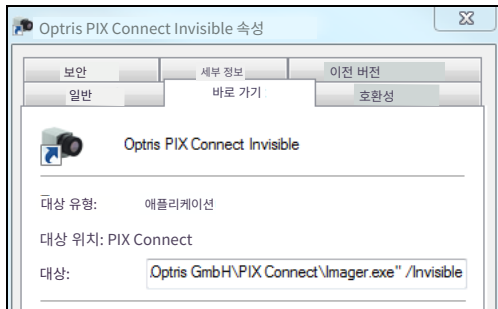 Optris PIX Connect Invisible 속성
보안 세부 정보 이전 버전
일반 바로 가기 호환성
Optris PIX Connect Invisible
대상 유형: 애플리케이션
대상 위치: PIX Connect
대상: Optris GmbH\PIX Connect\Imager.exe" /Invisible